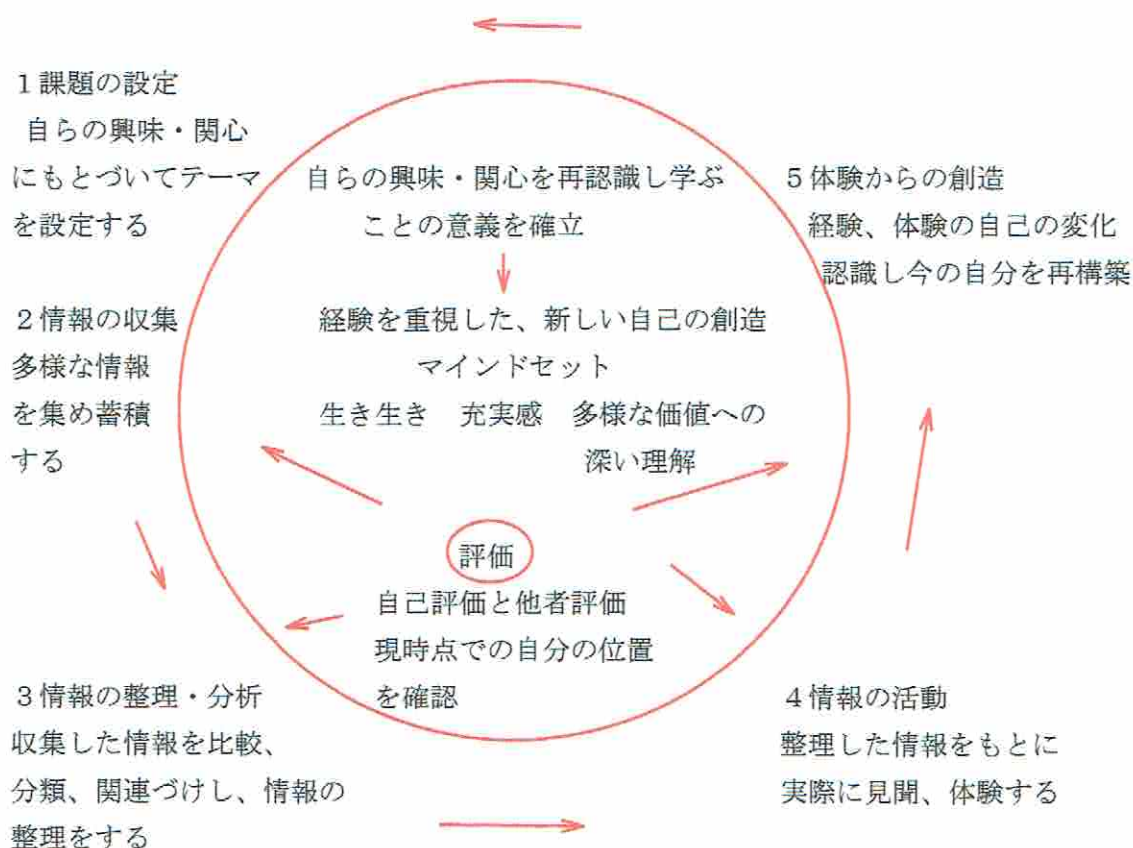 1課題の設定
自らの興味・関心
にもとづいてテーマ
を設定する
自らの興味・関心を再認識し学ぶ
ことの意義を確立
5体験からの創造
経験、体験の自己の変化
認識し今の自分を再構築
2情報の収集
多様な情報
を集め蓄積
する
経験を重視した、新しい自己の創造
マインドセット
生き生き 充実感 多様な価値への
深い理解
評価
自己評価と他者評価
現時点での自分の位置
を確認
3情報の整理・分析
収集した情報を比較、
分類、関連づけし、情報の
整理をする
4情報の活動
整理した情報をもとに
実際に見聞、体験する